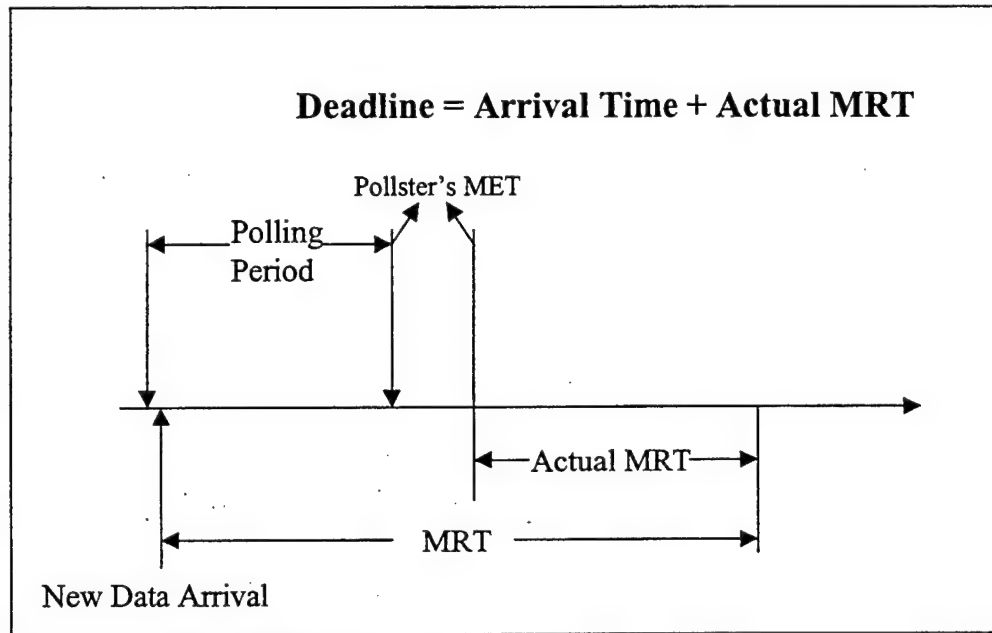 Deadline = Arrival Time + Actual MRT
Pollster's MET
Polling
Period
Actual MRT
MRT
New Data Arrival